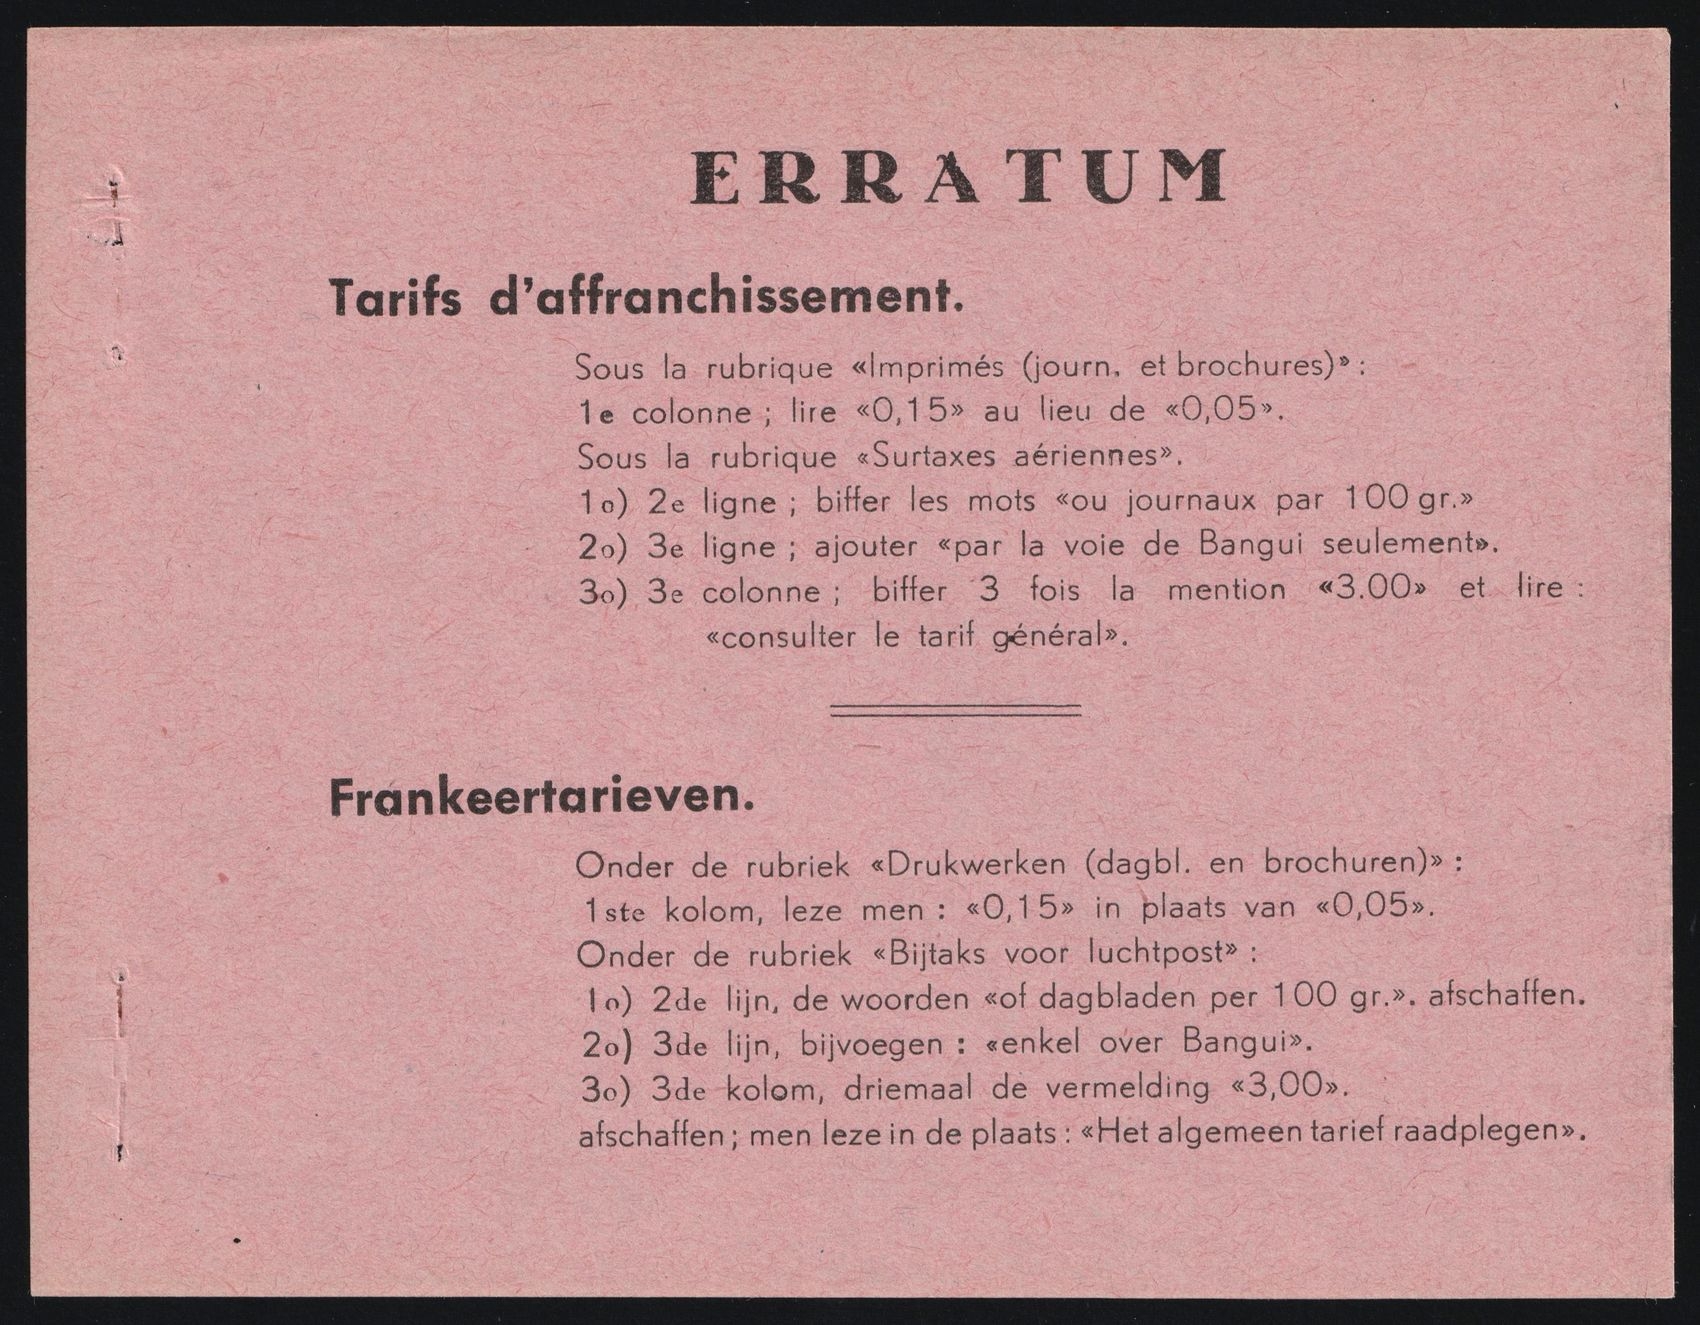 ERRATUM
Tarifs d'affranchissement.
Sous la rubrique «Imprimés (journ. et brochures)» :
1e colonne ; lire «0,15» au lieu de «0,05».
Sous la rubrique «Surtaxes aériennes».
1o) 2e ligne ; biffer les mots «ou journaux par 100 gr.»
2o) 3e ligne ; ajouter «par la voie de Bangui seulement».
3o) 3e colonne ; biffer 3 fois la mention «3.00» et lire :
«consulter le tarif général».
Frankeertarieven.
Onder de rubriek «Drukwerken (dagbl. en brochuren)» :
1ste kolom, leze men : «0,15» in plaats van «0,05».
Onder de rubriek «Bijtaks voor luchtpost» :
1o) 2de lijn, de woorden «of dagbladen per 100 gr.». afschaffen.
2o) 3de lijn, bijvoegen : «enkel over Bangui».
3o) 3de kolom, driemaal de vermelding «3,00».
afschaffen ; men leze in de plaats : «Het algemeen tarief raadplegen».